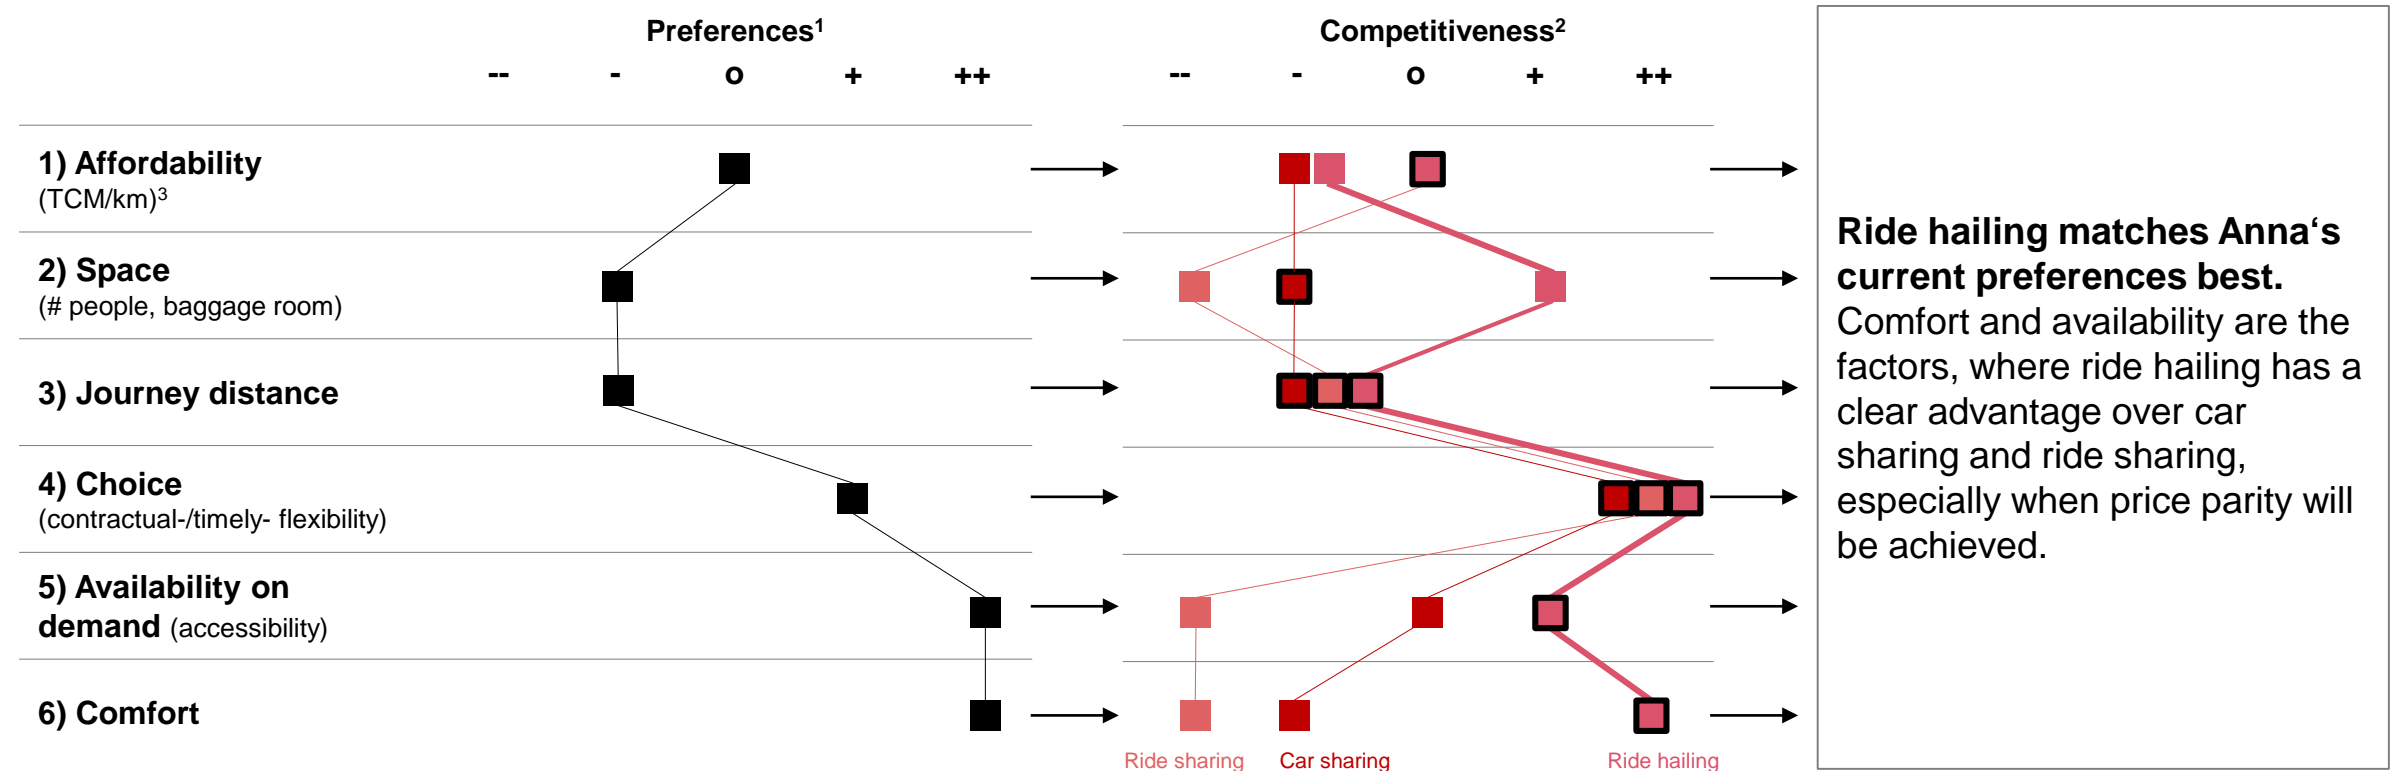 Preferences¹
Competitiveness²
-- - o + ++
-- - o + ++
1) Affordability
(TCM/km)³
2) Space
(# people, baggage room)
3) Journey distance
4) Choice
(contractual-/timely- flexibility)
5) Availability on
demand (accessibility)
6) Comfort
Ride sharing
Car sharing
Ride hailing
Ride hailing matches Anna‘s
current preferences best.
Comfort and availability are the
factors, where ride hailing has a
clear advantage over car
sharing and ride sharing,
especially when price parity will
be achieved.